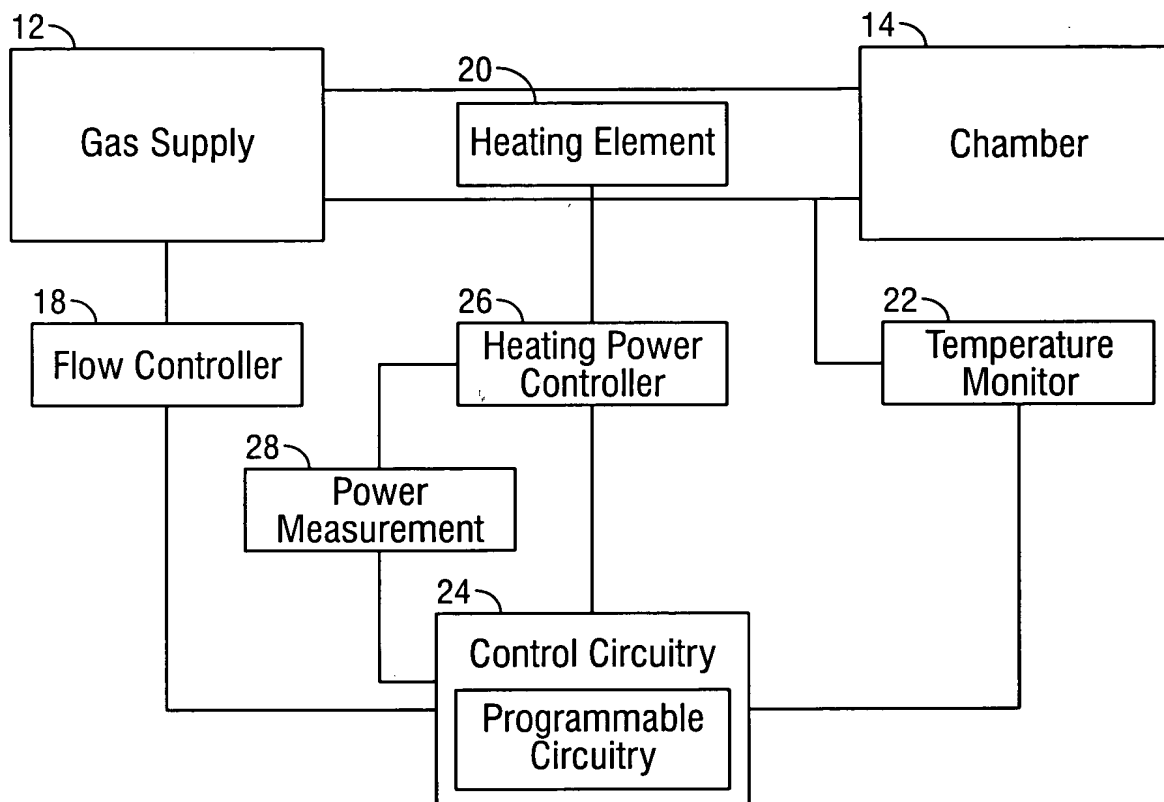 12
14
20
Gas Supply
Heating Element
Chamber
18
26
22
Flow Controller
Heating Power
Controller
Temperature
Monitor
28
Power
Measurement
24
Control Circuitry
Programmable
Circuitry